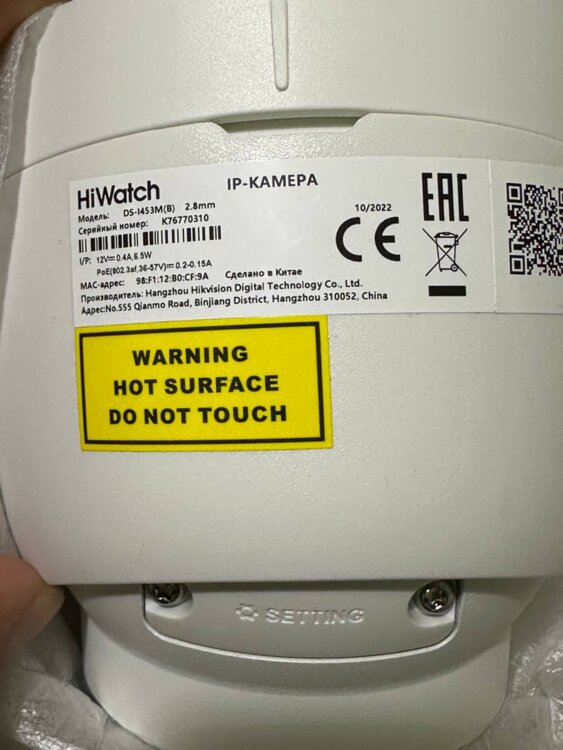 HiWatch
IP-КАМЕРА
Модель: DS-I453M(B) 2.8mm
Серийный номер: K76770310
10/2022
I/P: 12V⎓0.4A, 6.5W
PoE(802.3af,36-57V)⎓0.2-0.15A
MAC-адрес: 98:F1:12:B0:CF:9A Сделано в Китае
Производитель: Hangzhou Hikvision Digital Technology Co., Ltd.
Адрес:No.555 Qianmo Road, Binjiang District, Hangzhou 310052, China
CE
EAC
WARNING
HOT SURFACE
DO NOT TOUCH
SETTING